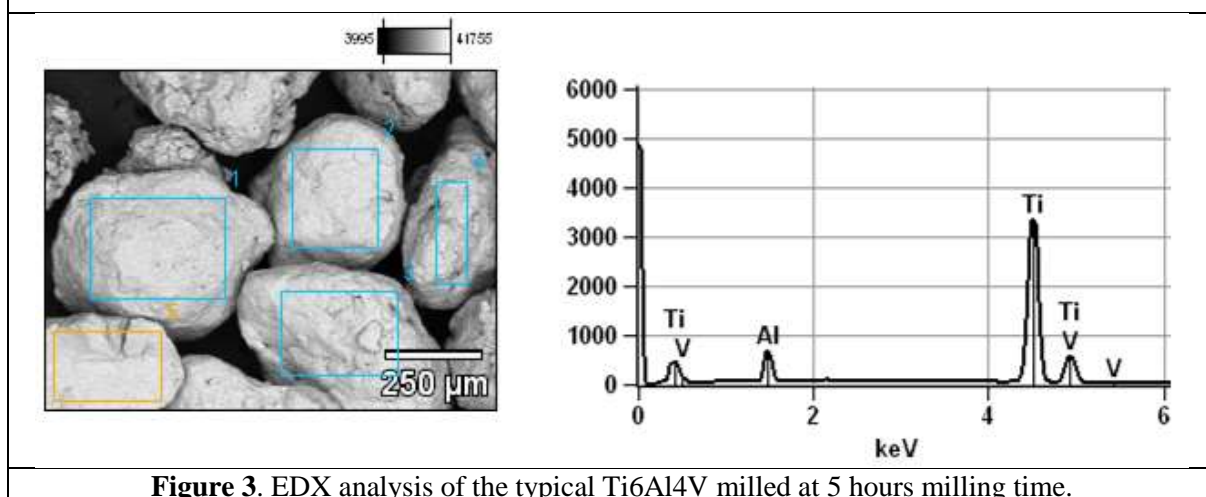 3995 41755
1
2
3
4
5
250 µm
6000
5000
4000
3000
2000
1000
0
Ti
V
Al
Ti
Ti
V
V
0 2 4 6
keV
Figure 3. EDX analysis of the typical Ti6Al4V milled at 5 hours milling time.